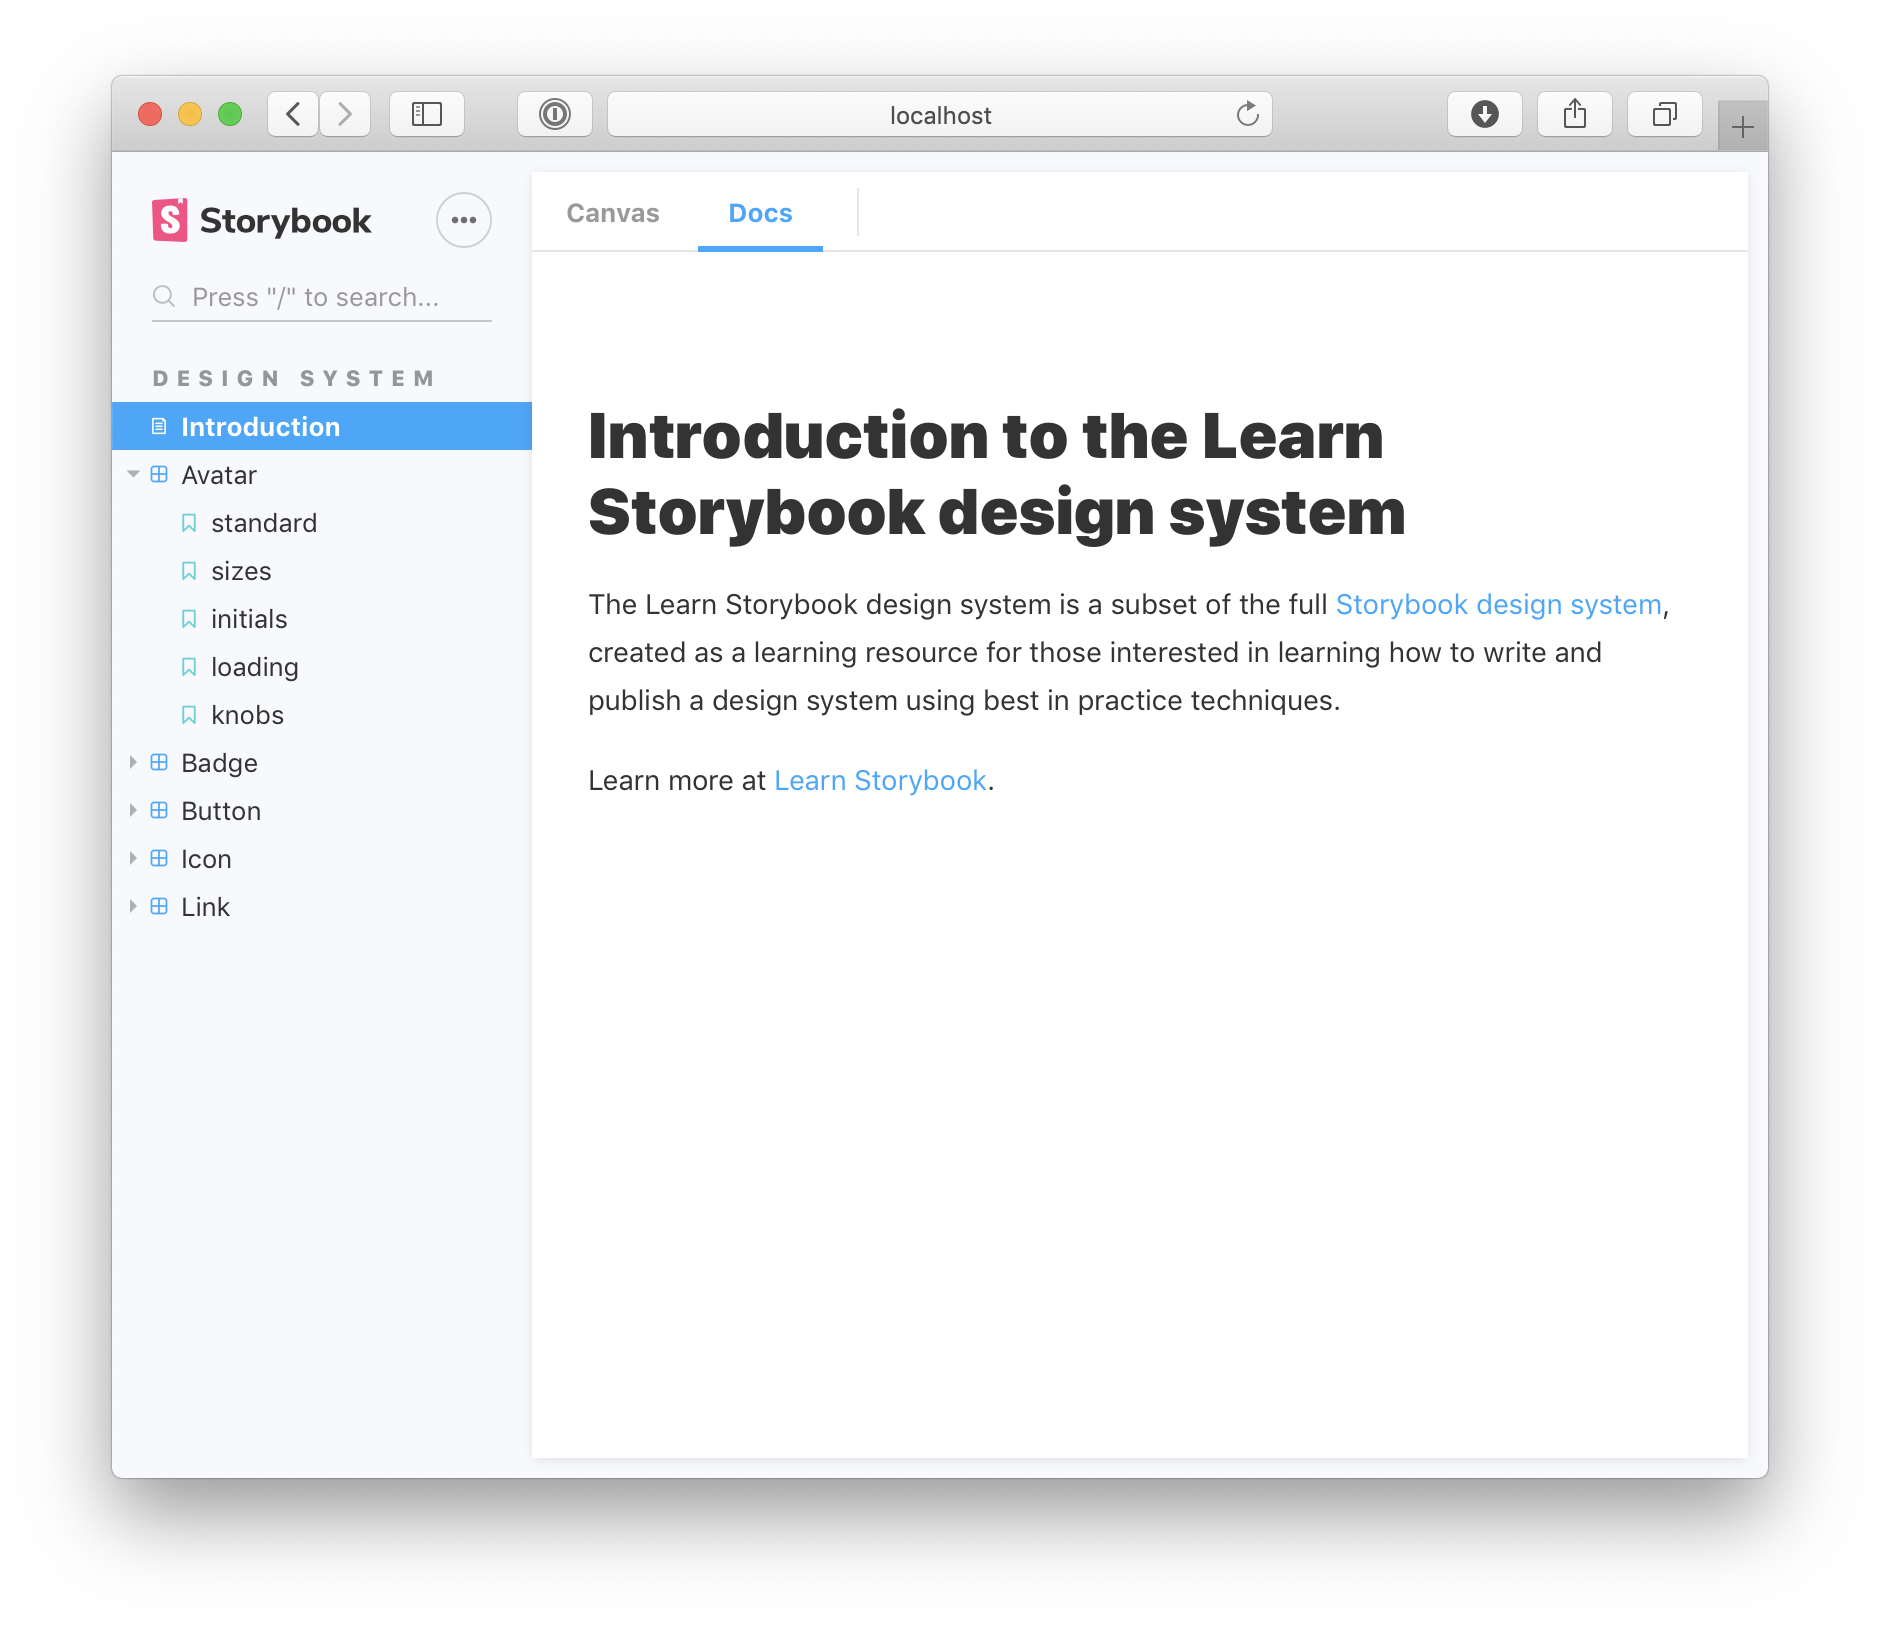 localhost
Storybook
Press "/" to search...
DESIGN SYSTEM
Introduction
Avatar
standard
sizes
initials
loading
knobs
Badge
Button
Icon
Link
Canvas Docs
Introduction to the Learn
Storybook design system
The Learn Storybook design system is a subset of the full Storybook design system,
created as a learning resource for those interested in learning how to write and
publish a design system using best in practice techniques.
Learn more at Learn Storybook.